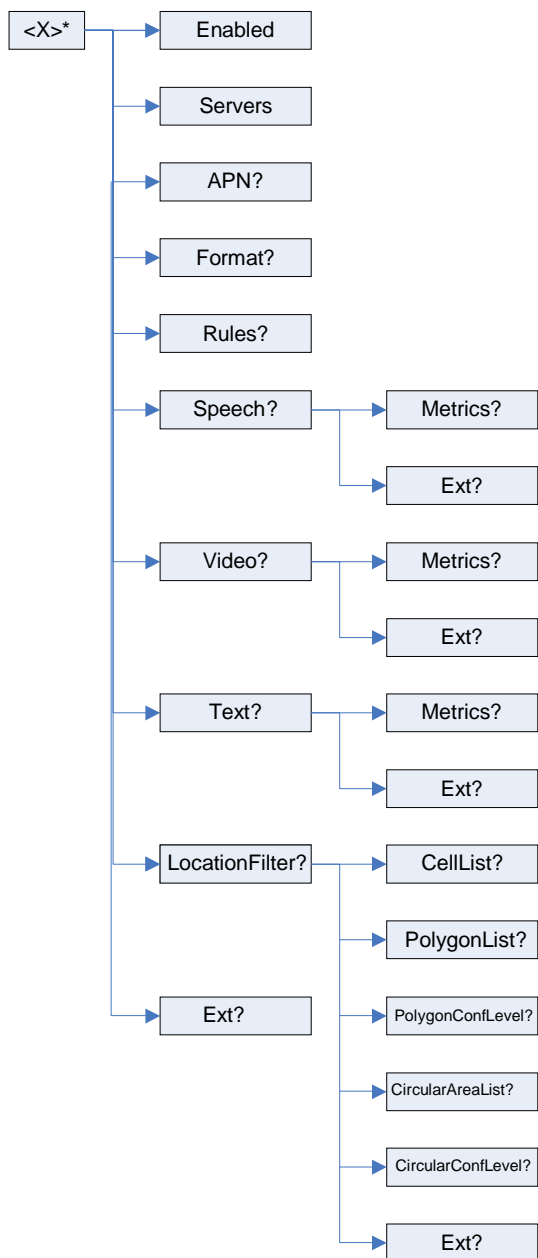 <X>*
Enabled
Servers
APN?
Format?
Rules?
Speech?
Metrics?
Ext?
Video?
Metrics?
Ext?
Text?
Metrics?
Ext?
LocationFilter?
CellList?
PolygonList?
PolygonConfLevel?
CircularAreaList?
CircularConfLevel?
Ext?
Ext?